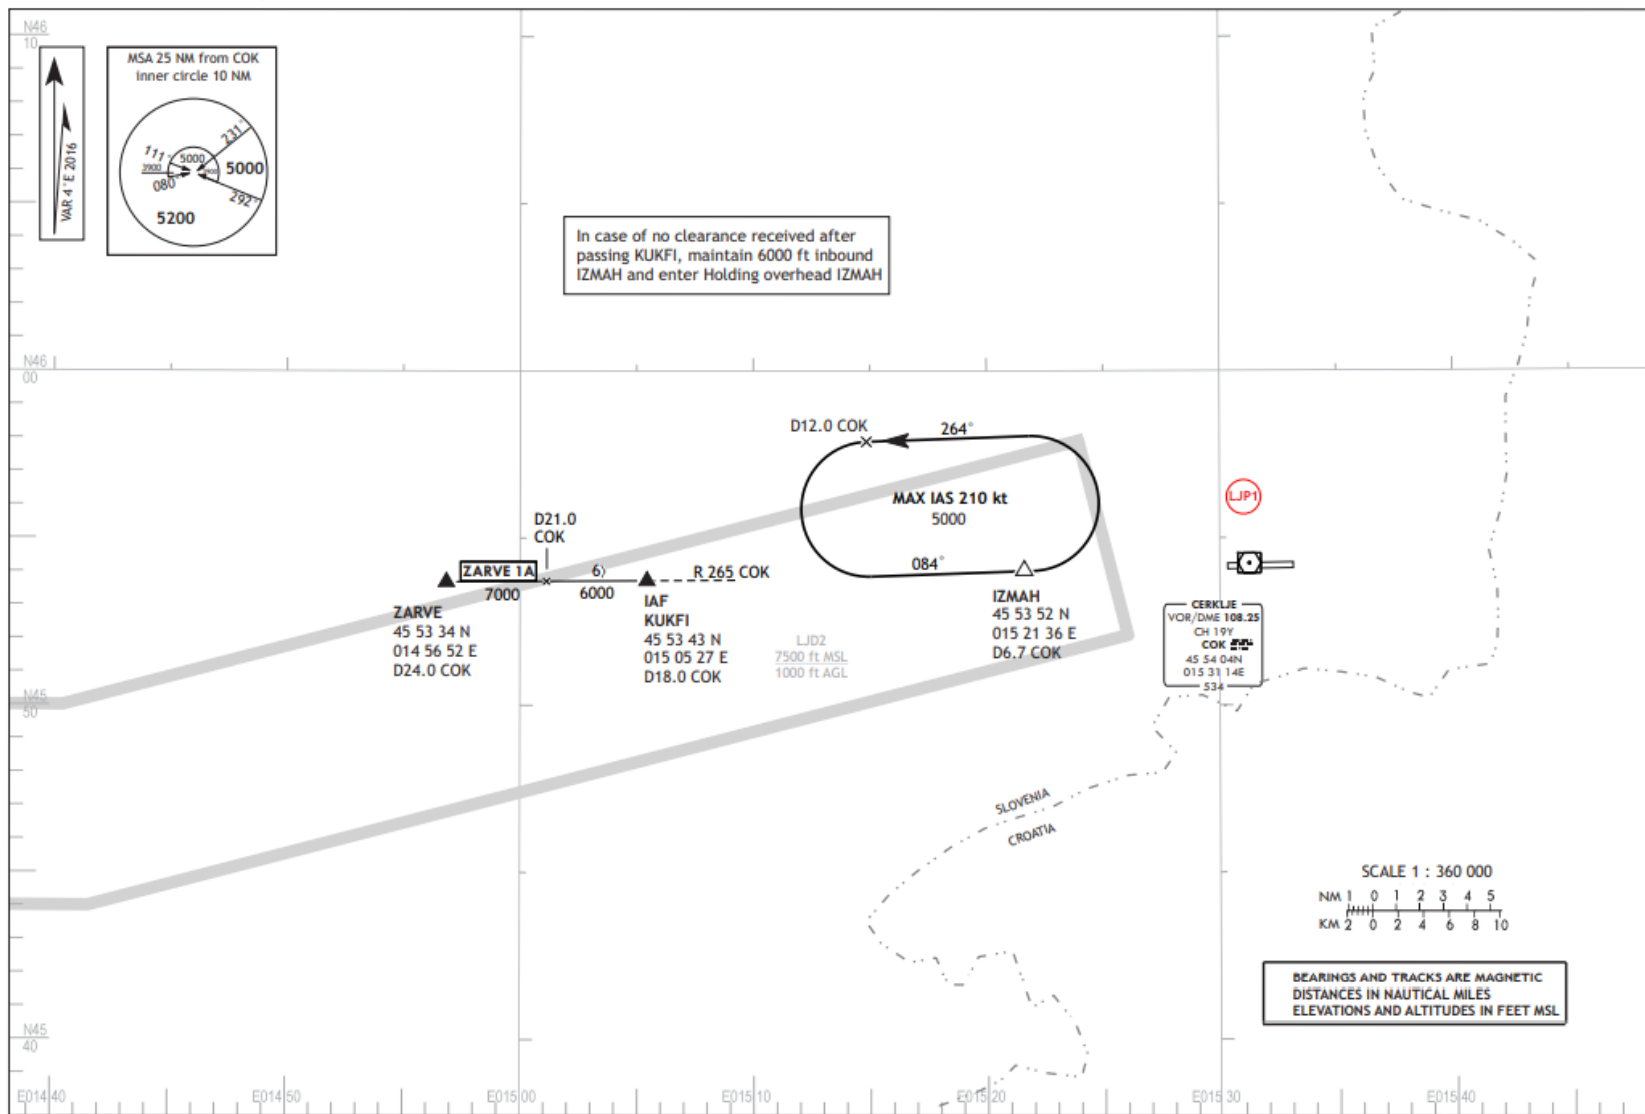 N46
10
VAR 4°E 2016
MSA 25 NM from COK
inner circle 10 NM
231°
111°
5000
5000
3900
080°
292°
5200
In case of no clearance received after
passing KUKFI, maintain 6000 ft inbound
IZMAH and enter Holding overhead IZMAH
N46
00
D12.0 COK
264°
MAX IAS 210 kt
5000
LJP1
D21.0
COK
ZARVE 1A
6)
R 265 COK
084°
7000
6000
ZARVE
45 53 34 N
014 56 52 E
D24.0 COK
IAF
KUKFI
45 53 43 N
015 05 27 E
D18.0 COK
LJD2
7500 ft MSL
1000 ft AGL
IZMAH
45 53 52 N
015 21 36 E
D6.7 COK
CERKLJE
VOR/DME 108.25
CH 19Y
COK
45 54 04N
015 31 14E
534
N45
50
SLOVENIA
CROATIA
SCALE 1 : 360 000
NM 1 0 1 2 3 4 5
KM 2 0 2 4 6 8 10
BEARINGS AND TRACKS ARE MAGNETIC
DISTANCES IN NAUTICAL MILES
ELEVATIONS AND ALTITUDES IN FEET MSL
N45
40
E014 40
E014 50
E015 00
E015 10
E015 20
E015 30
E015 40